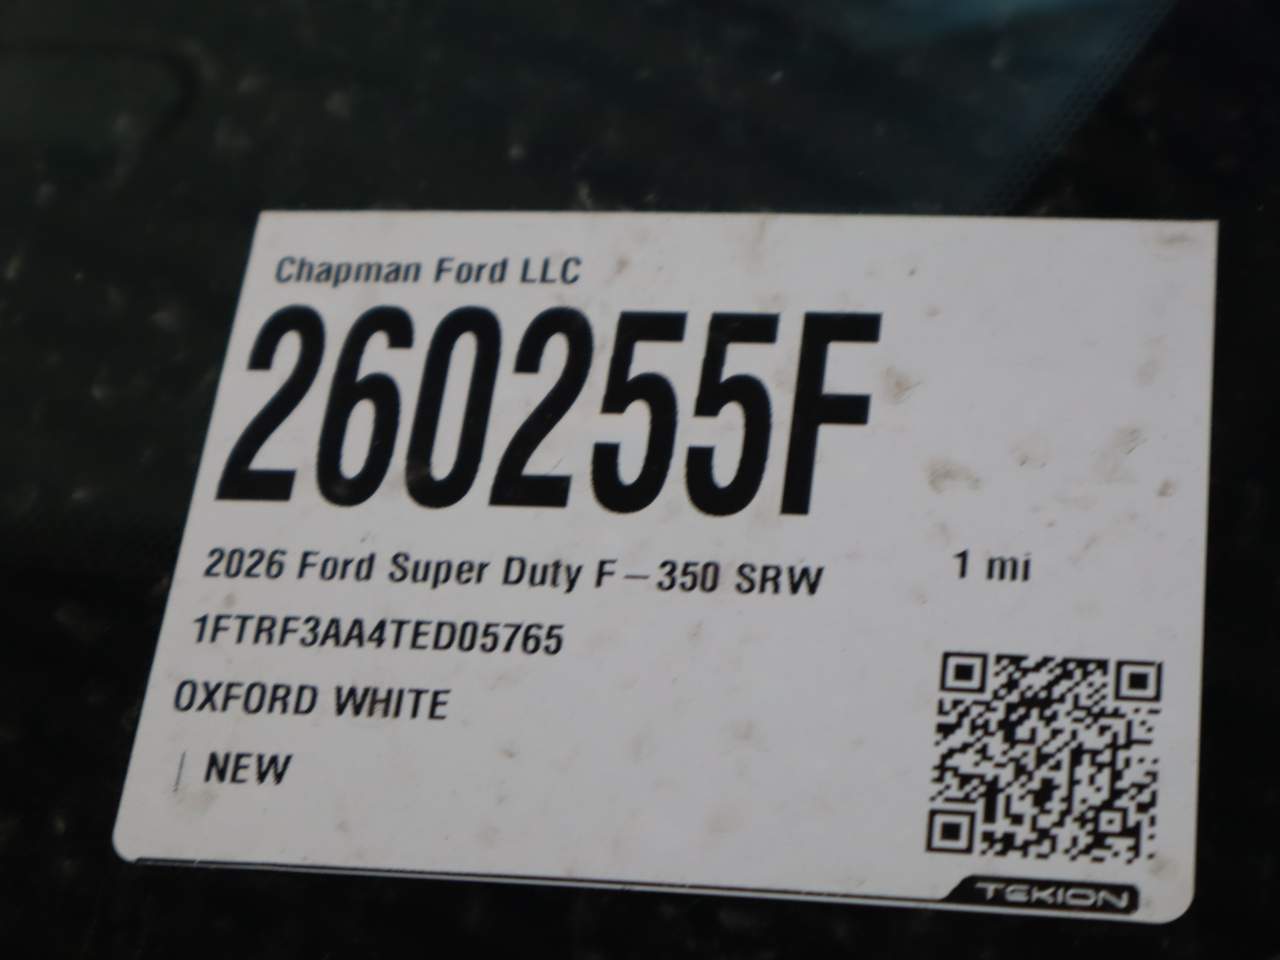 Chapman Ford LLC
260255F
2026 Ford Super Duty F-350 SRW 1 mi
1FTRF3AA4TED05765
OXFORD WHITE
| NEW
TEKION